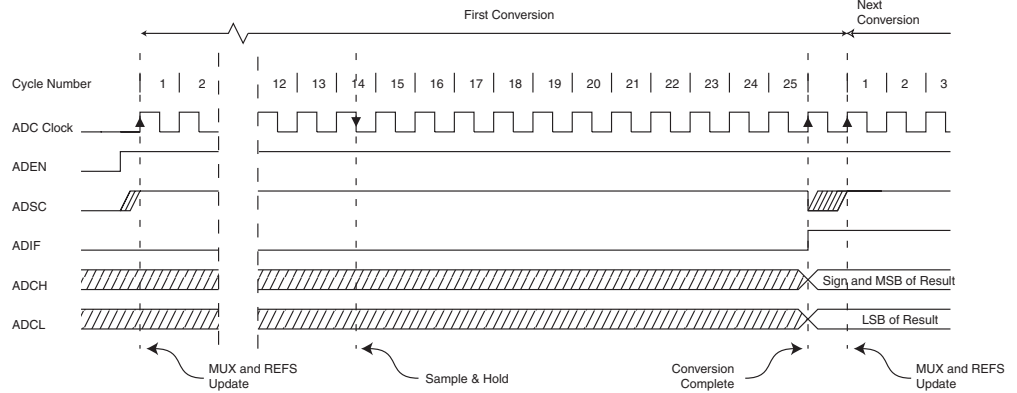 First Conversion
Next
Conversion
Cycle Number 1 2 12 13 14 15 16 17 18 19 20 21 22 23 24 25 1 2 3
ADC Clock
ADEN
ADSC
ADIF
ADCH Sign and MSB of Result
ADCL LSB of Result
MUX and REFS
Update
Sample & Hold
Conversion
Complete
MUX and REFS
Update